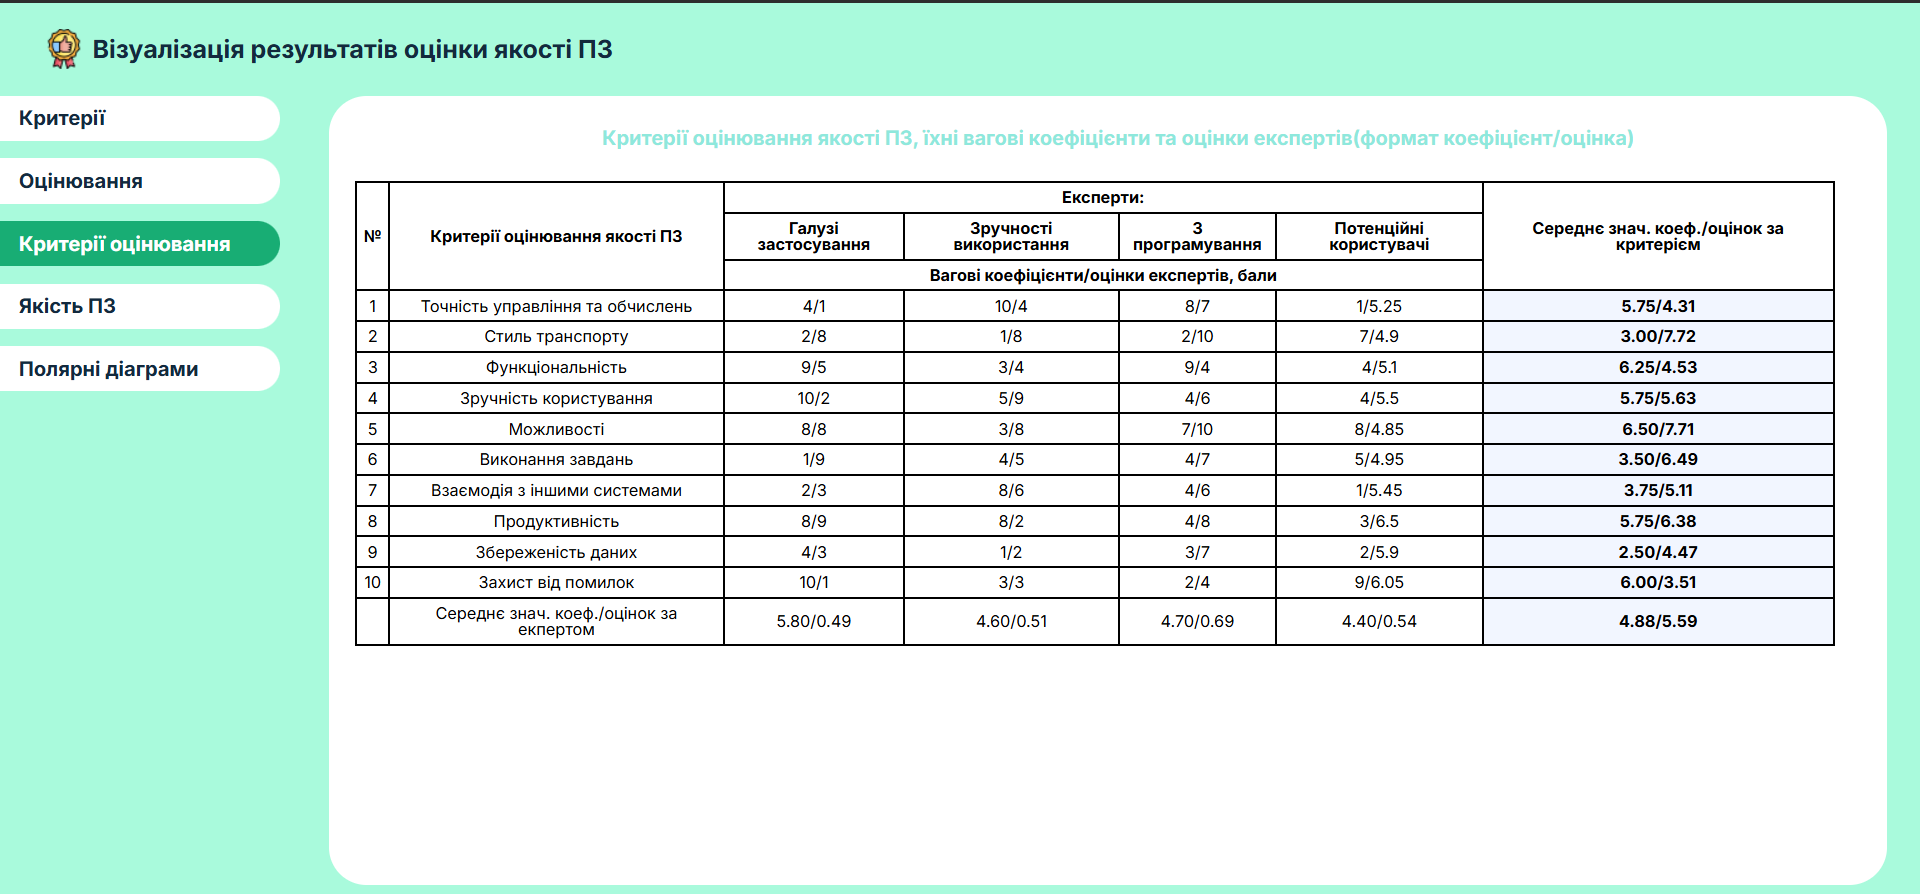 Візуалізація результатів оцінки якості ПЗ
Критерії
Оцінювання
Критерії оцінювання
Якість ПЗ
Полярні діаграми
Критерії оцінювання якості ПЗ, їхні вагові коефіцієнти та оцінки експертів(формат коефіцієнт/оцінка)
№ Критерії оцінювання якості ПЗ Експерти: Середнє знач. коеф./оцінок за
критерієм
Галузі Зручності З Потенційні
застосування використання програмування користувачі
Вагові коефіцієнти/оцінки експертів, бали
1 Точність управління та обчислень 4/1 10/4 8/7 1/5.25 5.75/4.31
2 Стиль транспорту 2/8 1/8 2/10 7/4.9 3.00/7.72
3 Функціональність 9/5 3/4 9/4 4/5.1 6.25/4.53
4 Зручність користування 10/2 5/9 4/6 4/5.5 5.75/5.63
5 Можливості 8/8 3/8 7/10 8/4.85 6.50/7.71
6 Виконання завдань 1/9 4/5 4/7 5/4.95 3.50/6.49
7 Взаємодія з іншими системами 2/3 8/6 4/6 1/5.45 3.75/5.11
8 Продуктивність 8/9 8/2 4/8 3/6.5 5.75/6.38
9 Збереженість даних 4/3 1/2 3/7 2/5.9 2.50/4.47
10 Захист від помилок 10/1 3/3 2/4 9/6.05 6.00/3.51
Середнє знач. коеф./оцінок за
екпертом 5.80/0.49 4.60/0.51 4.70/0.69 4.40/0.54 4.88/5.59